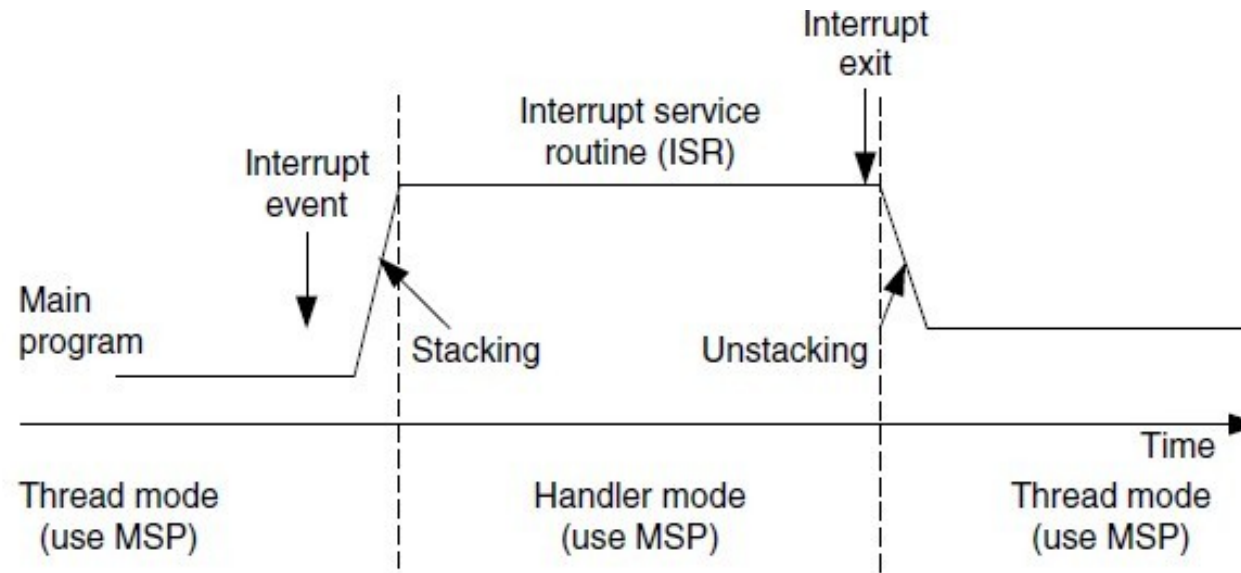 Interrupt
exit
Interrupt service
routine (ISR)
Interrupt
event
Main
program
Stacking
Unstacking
Time
Thread mode
(use MSP)
Handler mode
(use MSP)
Thread mode
(use MSP)